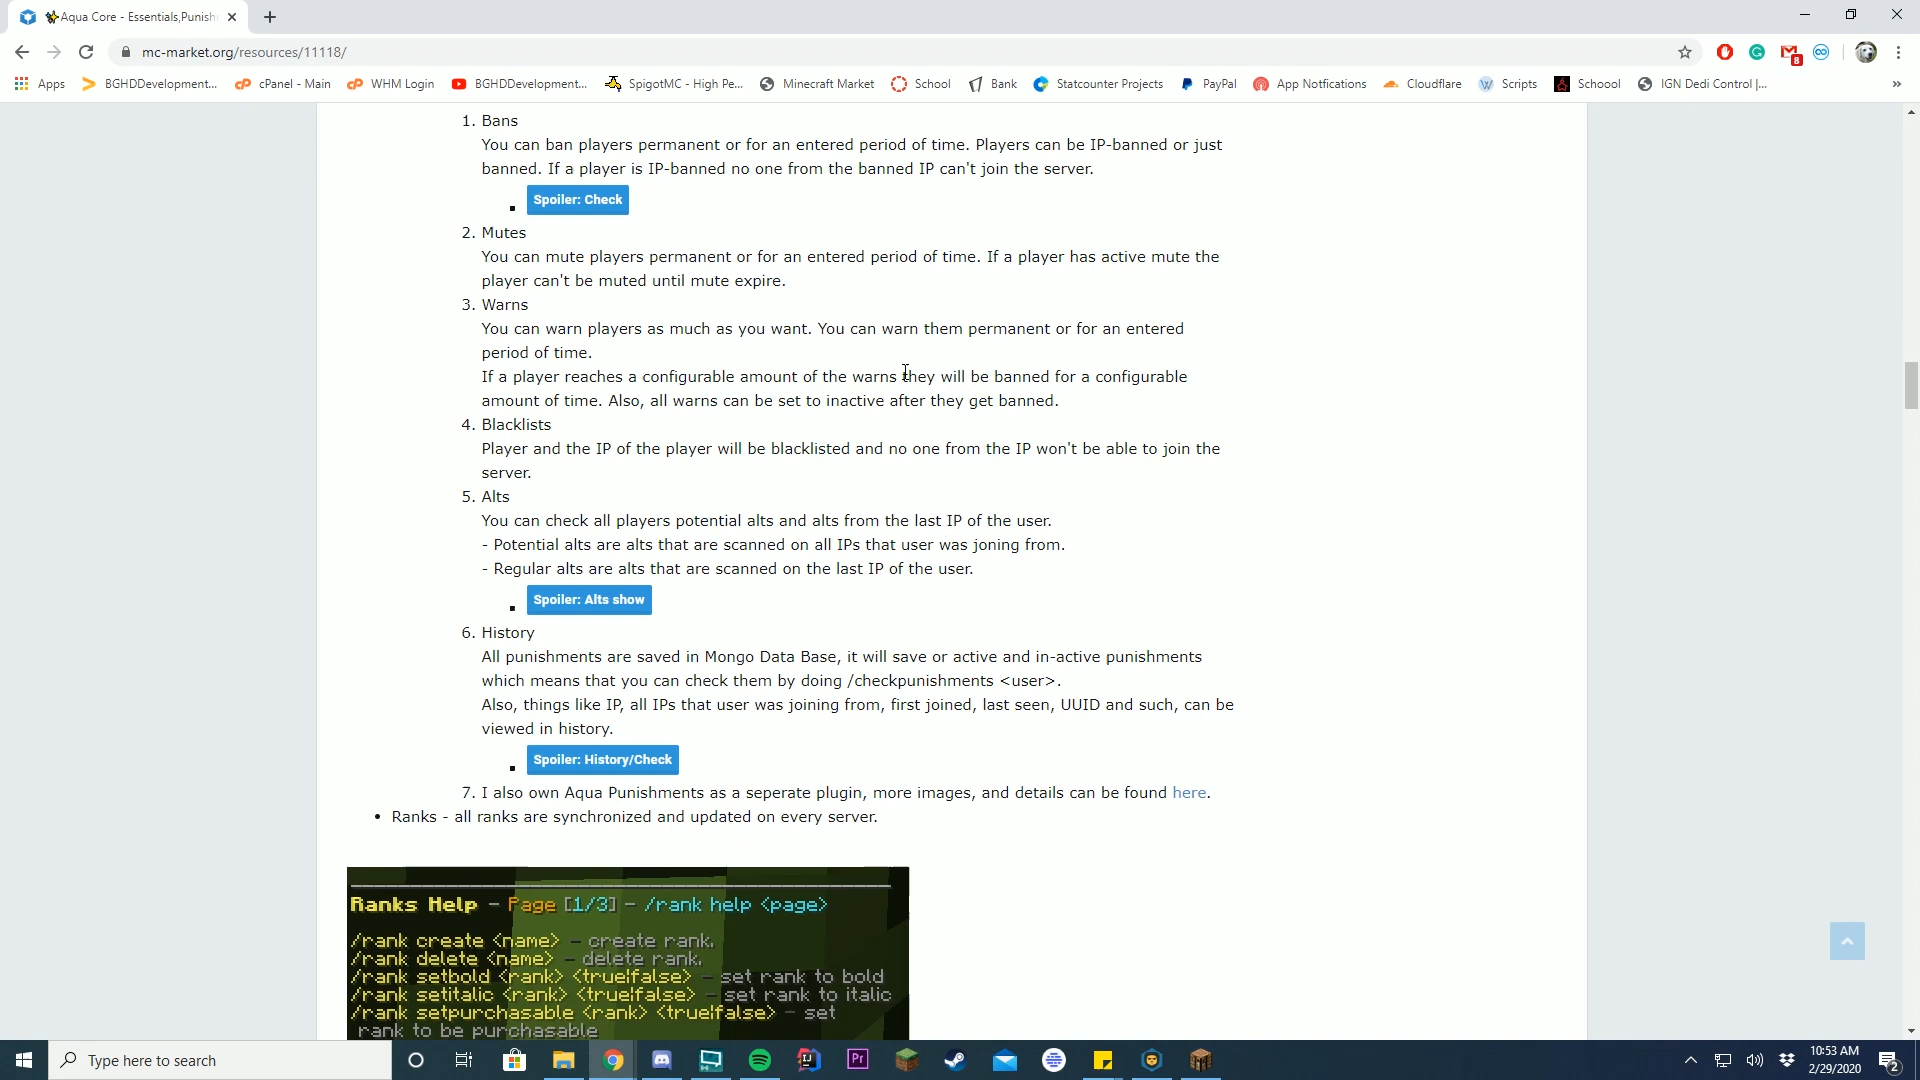 Aqua Core - Essentials,Punish
mc-market.org/resources/11118/
8
Apps
BGHDDevelopment...
cPanel - Main
WHM Login
BGHDDevelopment...
SpigotMC - High Pe...
Minecraft Market
School
Bank
Statcounter Projects
PayPal
App Notfications
Cloudflare
Scripts
Schoool
IGN Dedi Control |-...
1. Bans
You can ban players permanent or for an entered period of time. Players can be IP-banned or just
banned. If a player is IP-banned no one from the banned IP can't join the server.
Spoiler: Check
2. Mutes
You can mute players permanent or for an entered period of time. If a player has active mute the
player can't be muted until mute expire.
3. Warns
You can warn players as much as you want. You can warn them permanent or for an entered
period of time.
If a player reaches a configurable amount of the warns they will be banned for a configurable
amount of time. Also, all warns can be set to inactive after they get banned.
4. Blacklists
Player and the IP of the player will be blacklisted and no one from the IP won't be able to join the
server.
5. Alts
You can check all players potential alts and alts from the last IP of the user.
- Potential alts are alts that are scanned on all IPs that user was joning from.
- Regular alts are alts that are scanned on the last IP of the user.
Spoiler: Alts show
6. History
All punishments are saved in Mongo Data Base, it will save or active and in-active punishments
which means that you can check them by doing /checkpunishments <user>.
Also, things like IP, all IPs that user was joining from, first joined, last seen, UUID and such, can be
viewed in history.
Spoiler: History/Check
7. I also own Aqua Punishments as a seperate plugin, more images, and details can be found here.
• Ranks - all ranks are synchronized and updated on every server.
Ranks Help - Page [1/3] - /rank help <page>
/rank create <name> - create rank.
/rank delete <name> - delete rank.
/rank setbold <rank> <true|false> - set rank to bold
/rank setitalic <rank> <true|false> - set rank to italic
/rank setpurchasable <rank> <true|false> - set
rank to be purchasable
Type here to search
10:53 AM
2/29/2020
2